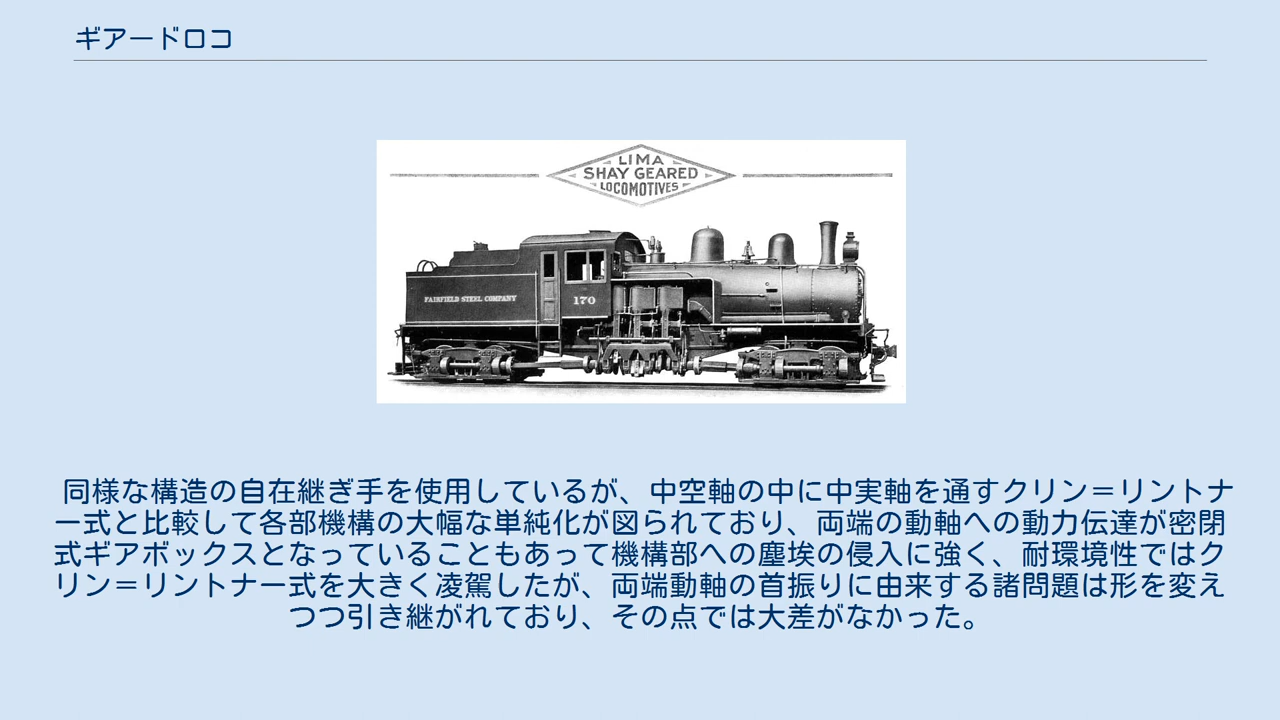 ギアードロコ
LIMA
SHAY GEARED
LOCOMOTIVES
FAIRFIELD STEEL COMPANY
170
同様な構造の自在継ぎ手を使用しているが、中空軸の中に中実軸を通すクリン＝リントナ
ー式と比較して各部機構の大幅な単純化が図られており、両端の動軸への動力伝達が密閉
式ギアボックスとなっていることもあって機構部への塵埃の侵入に強く、耐環境性ではク
リン＝リントナー式を大きく凌駕したが、両端動軸の首振りに由来する諸問題は形を変え
つつ引き継がれており、その点では大差がなかった。